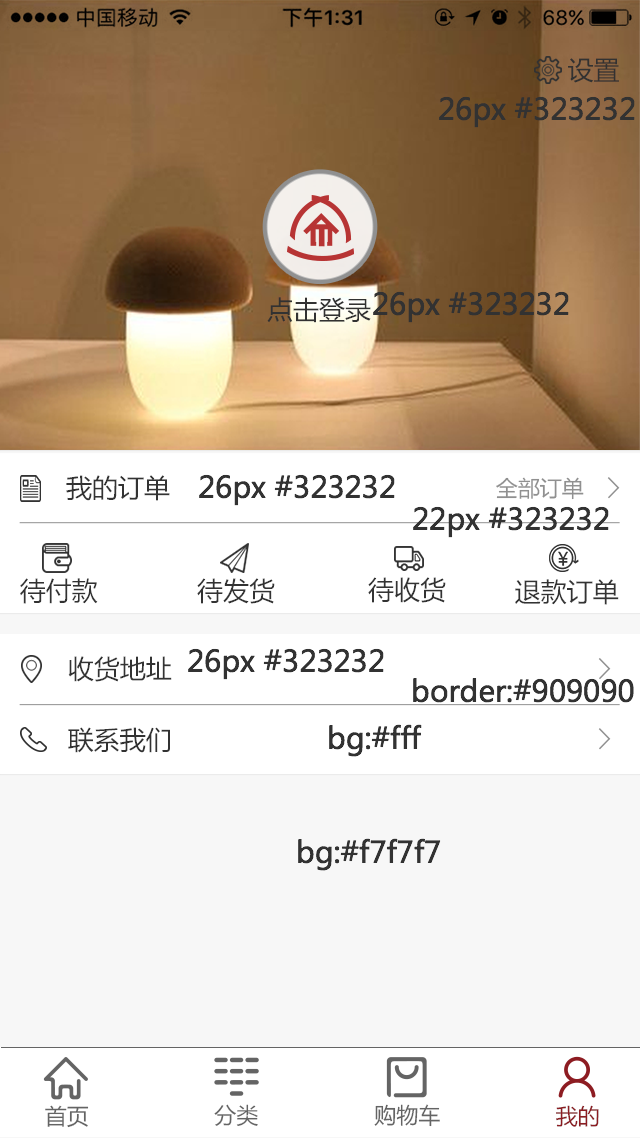 中国移动 下午1:31 68%
设置
26px #323232
点击登录 26px #323232
我的订单 26px #323232 全部订单
22px #323232
待付款 待发货 待收货 退款订单
收货地址 26px #323232
border:#909090
联系我们 bg:#fff
bg:#f7f7f7
首页 分类 购物车 我的